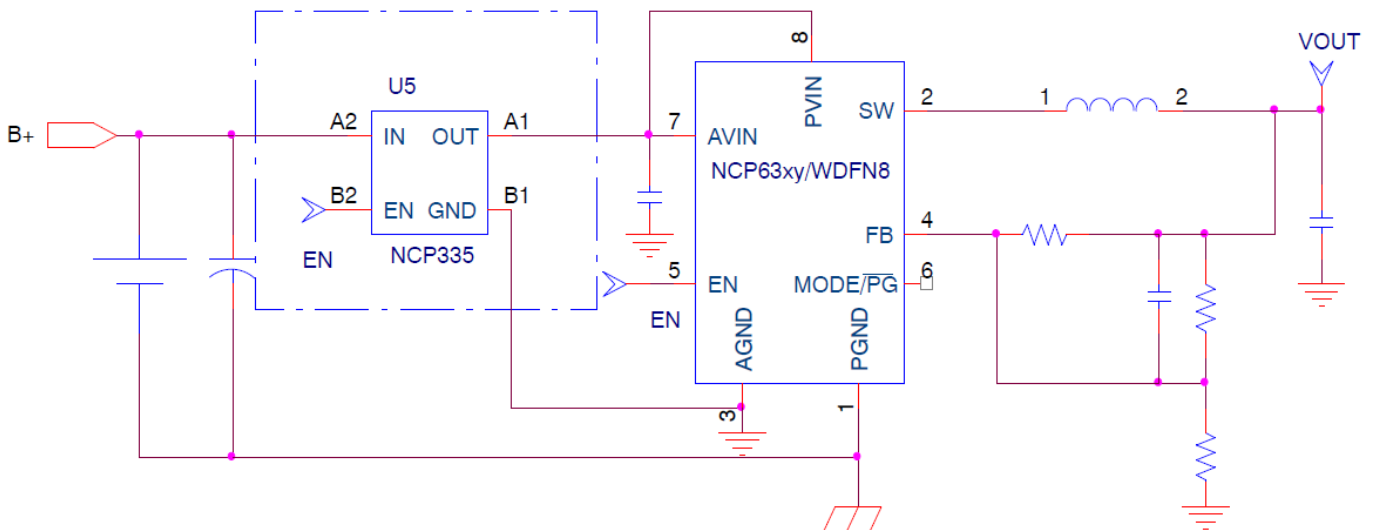 8
VOUT
U5
PVIN
SW
2
1
2
B+
A2
IN
OUT
A1
7
AVIN
NCP63xy/WDFN8
B2
EN
GND
B1
4
FB
EN
NCP335
5
EN
MODE/PG
6
EN
AGND
PGND
3
1